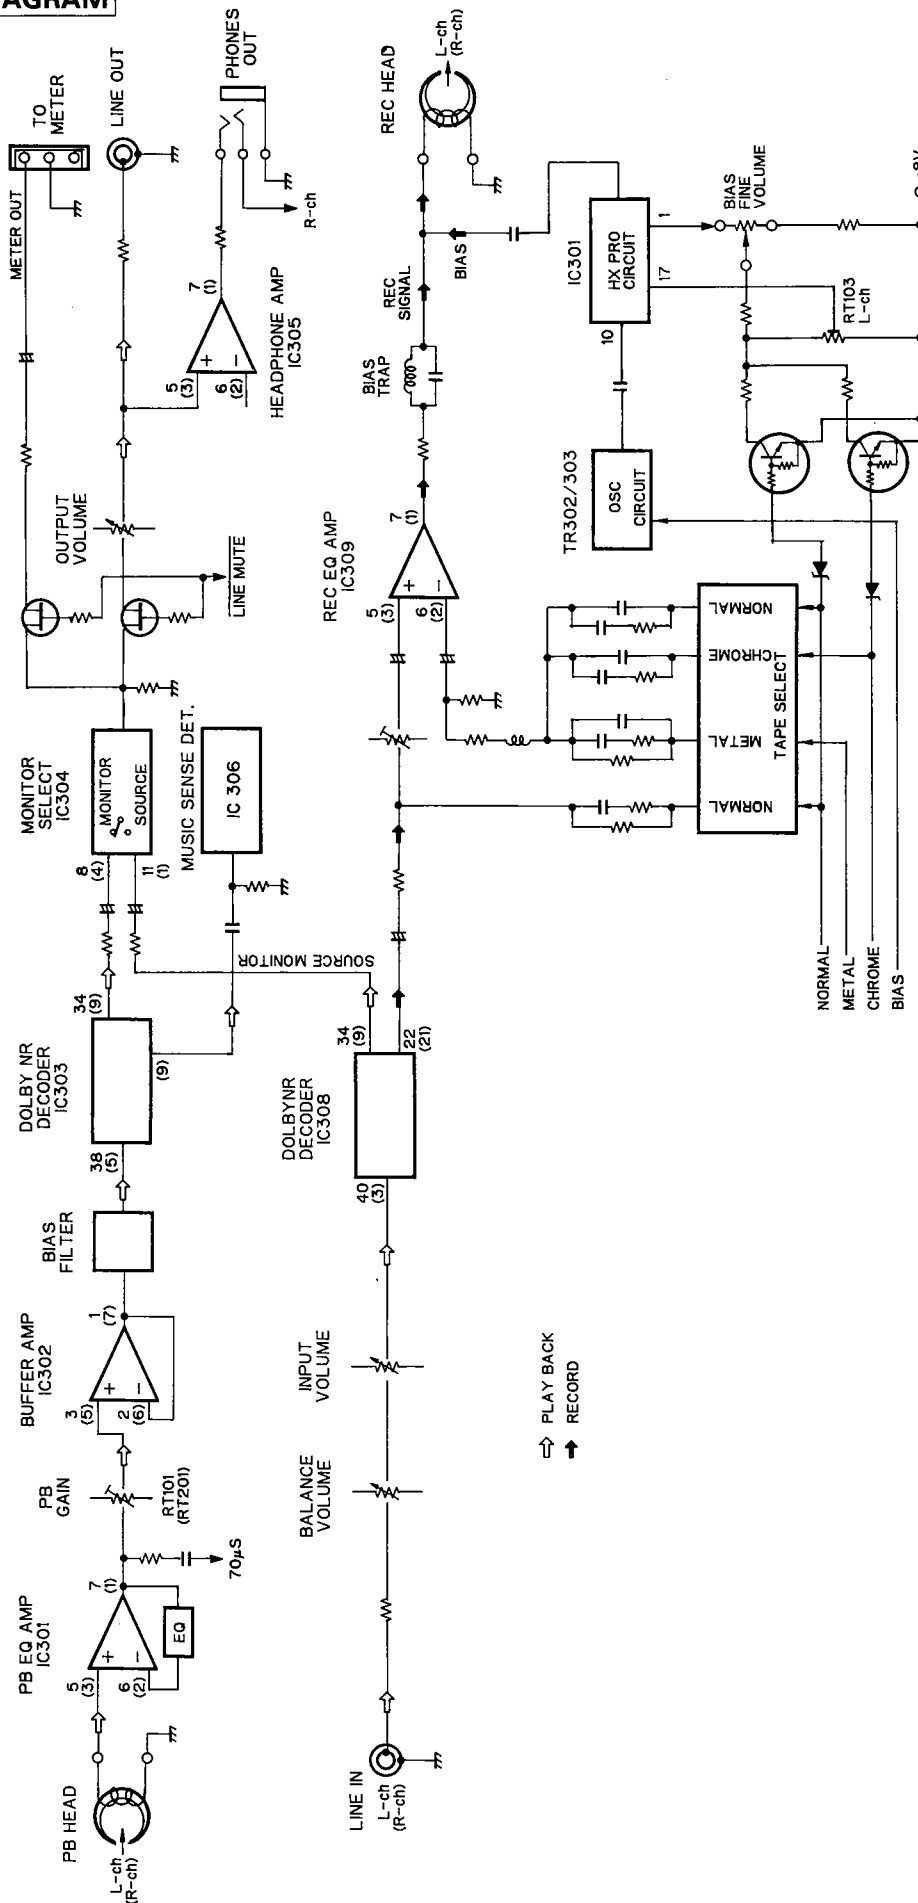 AGRAM
PB HEAD
L-ch
(R-ch)
5
(3)
6
(2)
PB EQ AMP
IC301
7
(1)
EQ
70μS
PB
GAIN
RT101
(RT201)
3
(5)
2
(6)
BUFFER AMP
IC302
1
(7)
BIAS
FILTER
38
(5)
DOLBY NR
DECODER
IC303
34
(9)
(9)
8
(4)
11
(1)
MONITOR
SELECT
IC304
MONITOR
SOURCE
MUSIC SENSE DET.
IC 306
SOURCE MONITOR
LINE MUTE
OUTPUT
VOLUME
METER OUT
TO
METER
LINE OUT
5
(3)
6
(2)
7
(1)
HEADPHONE AMP
IC305
PHONES
OUT
R-ch
LINE IN
L-ch
(R-ch)
BALANCE
VOLUME
INPUT
VOLUME
40
(3)
DOLBYNR
DECODER
IC308
34
(9)
22
(21)
REC EQ AMP
IC309
5
(3)
6
(2)
7
(1)
BIAS
TRAP
REC
SIGNAL
BIAS
REC HEAD
L-ch
(R-ch)
TR302/303
OSC
CIRCUIT
10
IC301
HX PRO
CIRCUIT
1
17
BIAS
FINE
VOLUME
RT103
L-ch
NORMAL
METAL
CHROME
NORMAL
TAPE SELECT
NORMAL
METAL
CHROME
BIAS
PLAY BACK
RECORD